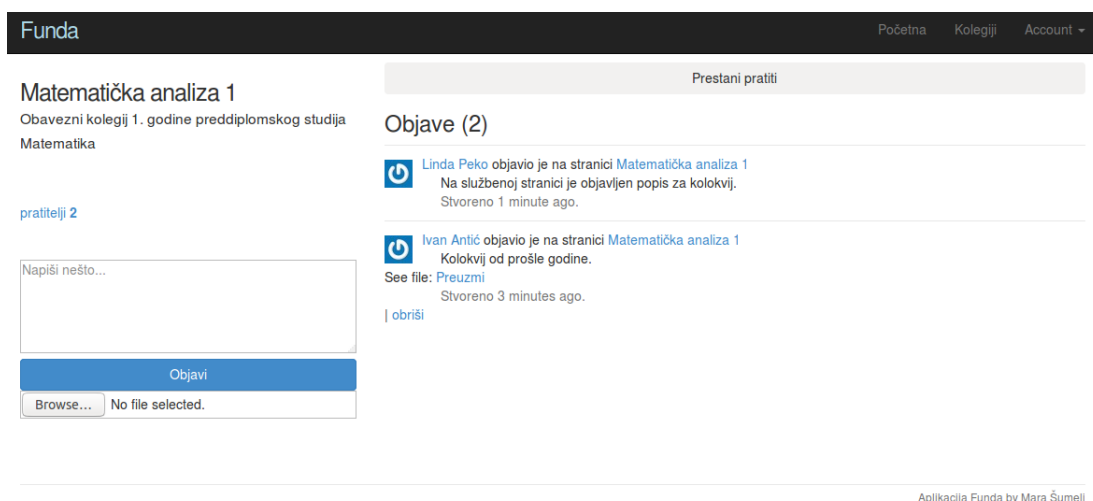 Funda
Početna Kolegiji Account
Matematička analiza 1
Obavezni kolegij 1. godine preddiplomskog studija
Matematika
pratitelji 2
Napiši nešto...
Objavi
Browse... No file selected.
Prestani pratiti
Objave (2)
Linda Peko objavio je na stranici Matematička analiza 1
Na službenoj stranici je objavljen popis za kolokvij.
Stvoreno 1 minute ago.
Ivan Antić objavio je na stranici Matematička analiza 1
Kolokvij od prošle godine.
See file: Preuzmi
Stvoreno 3 minutes ago.
| obriši
Aplikacija Funda by Mara Šumelj